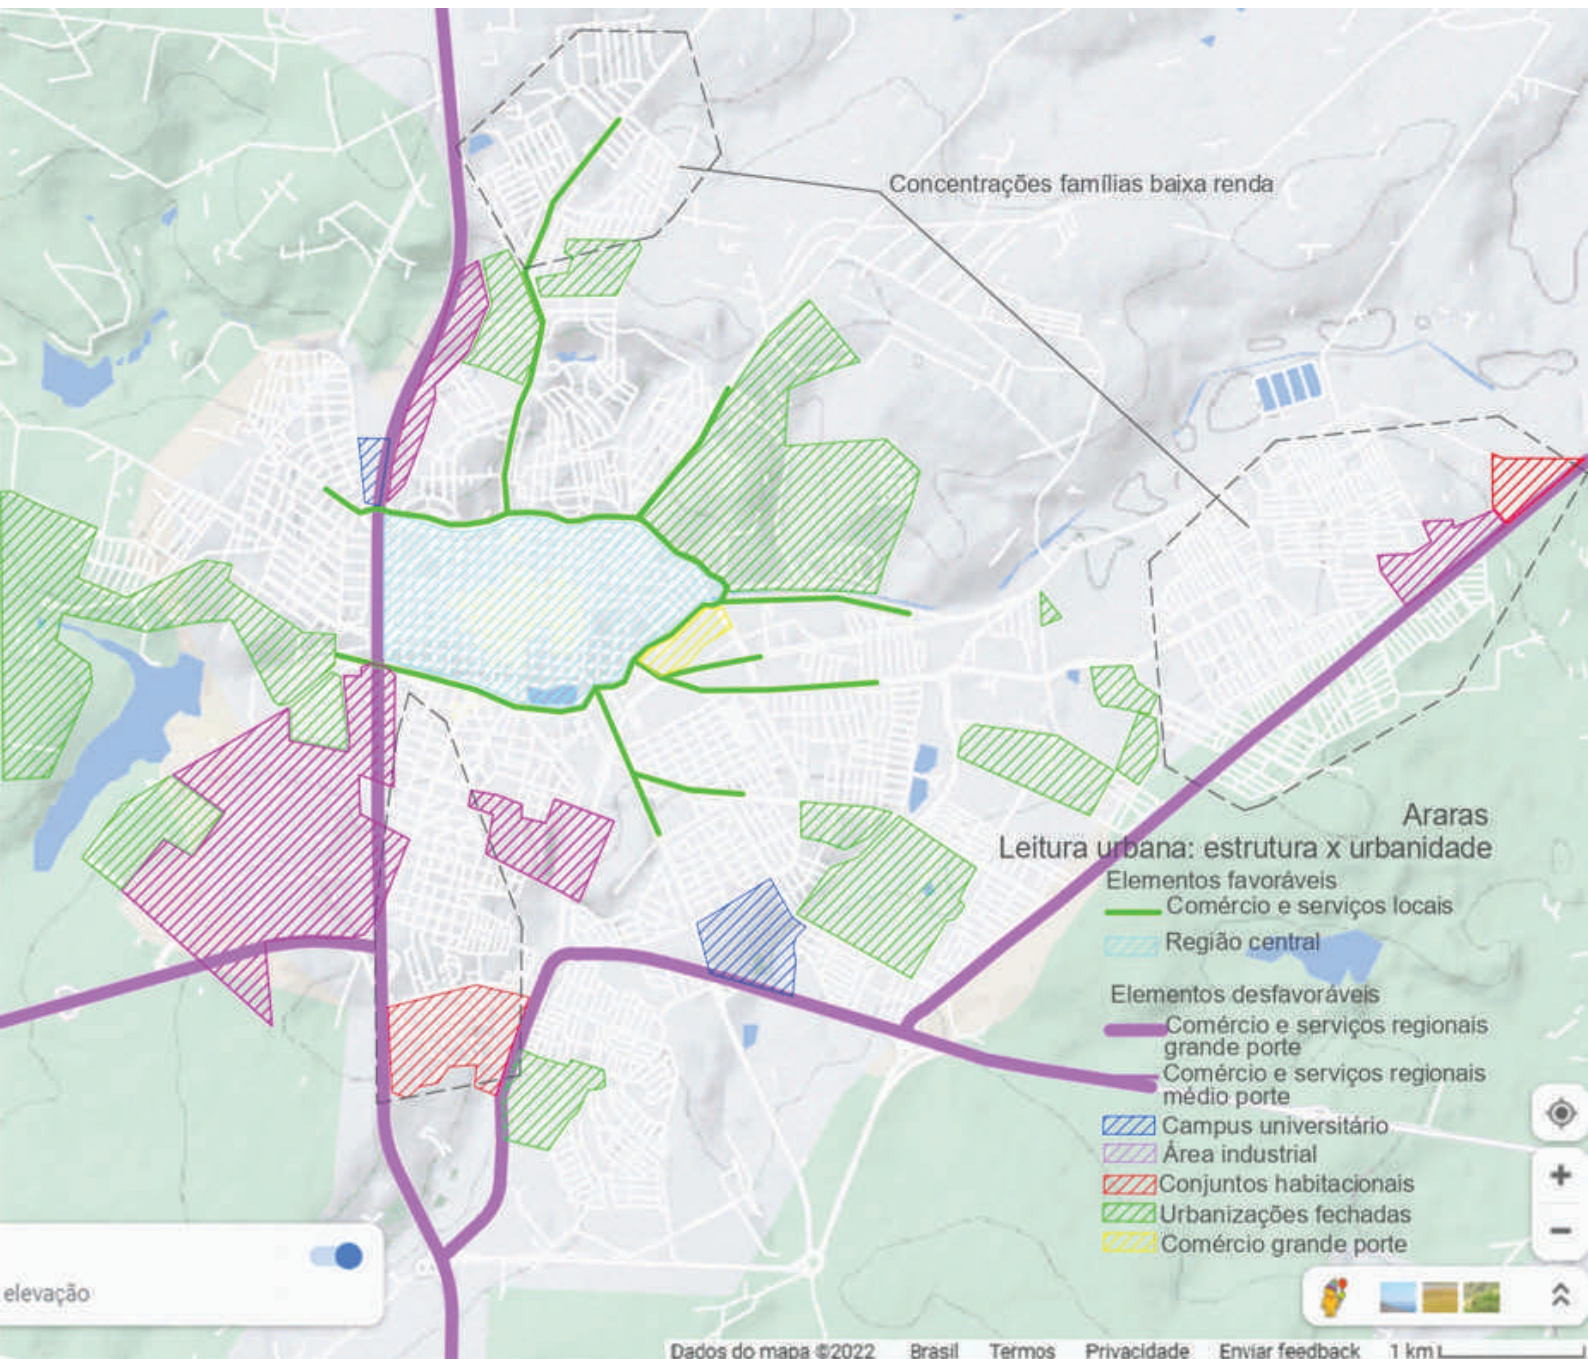 Concentrações famílias baixa renda
Araras
Leitura urbana: estrutura x urbanidade
Elementos favoráveis
Comércio e serviços locais
Região central
Elementos desfavoráveis
Comércio e serviços regionais
grande porte
Comércio e serviços regionais
médio porte
Campus universitário
Área industrial
Conjuntos habitacionais
Urbanizações fechadas
Comércio grande porte
elevação
Dados do mapa ©2022 Brasil Termos Privacidade Enviar feedback 1 km